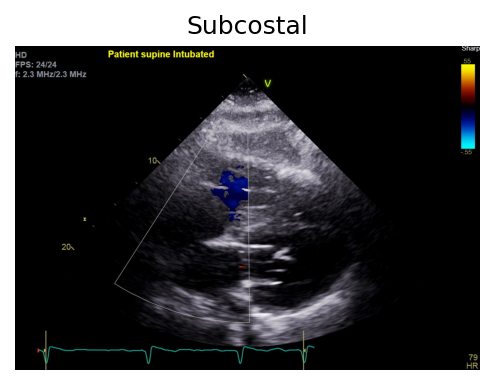 Subcostal
HD
FPS: 24/24
f: 2.3 MHz/2.3 MHz
Patient supine Intubated
Sharp
55
V
-55
10
20
79
HR